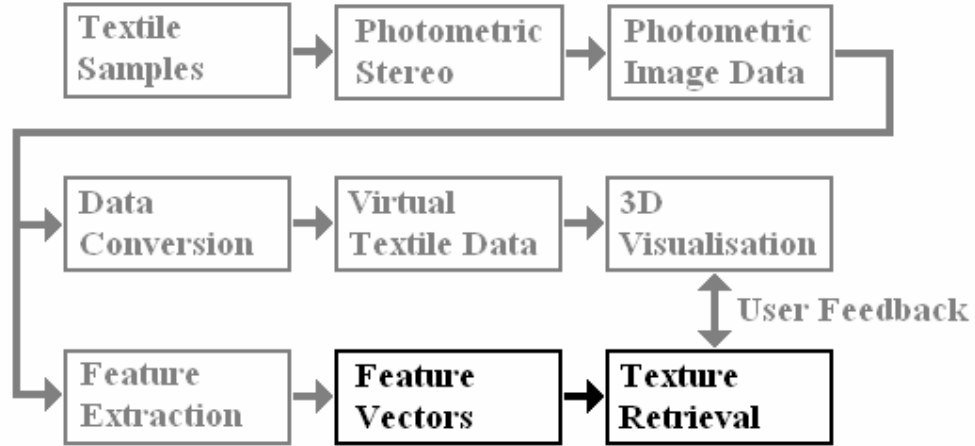 Textile
Samples
Photometric
Stereo
Photometric
Image Data
Data
Conversion
Virtual
Textile Data
3D
Visualisation
User Feedback
Feature
Extraction
Feature
Vectors
Texture
Retrieval